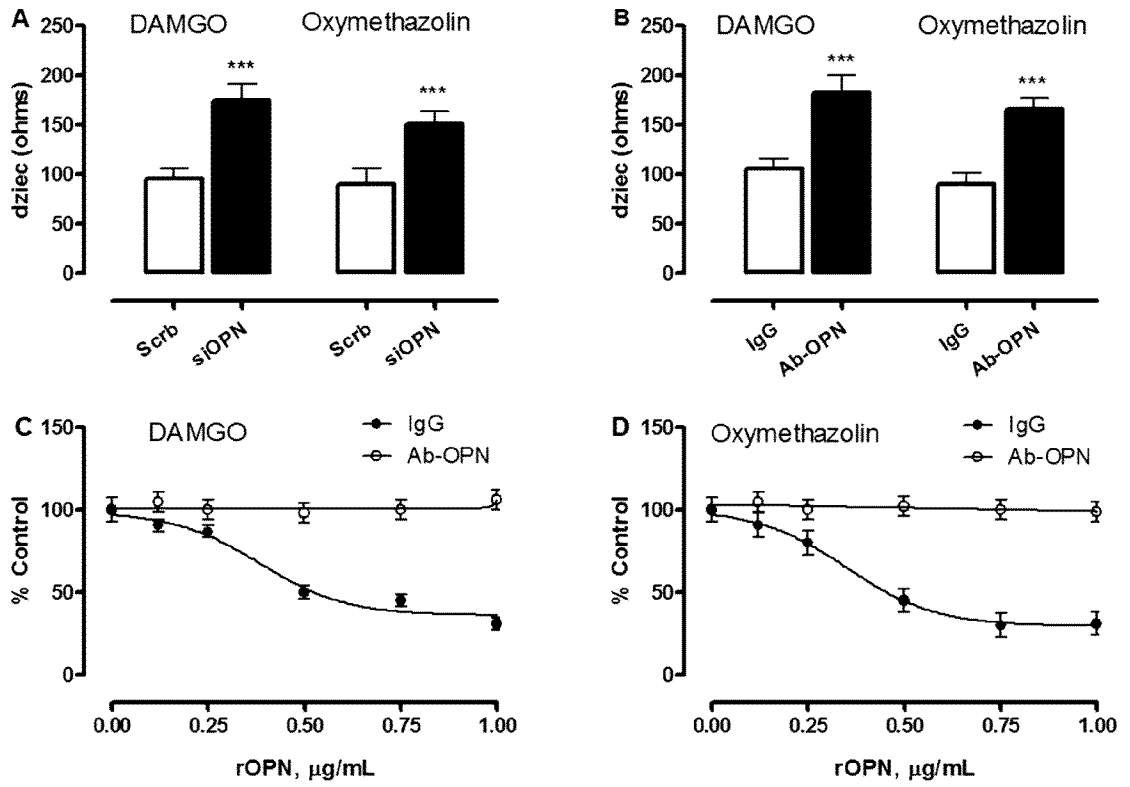 A
DAMGO
Oxymethazolin
250
200
150
100
50
0
dziec (ohms)
***
***
Scrb
siOPN
Scrb
siOPN
B
DAMGO
Oxymethazolin
250
200
150
100
50
0
dziec (ohms)
***
***
IgG
Ab-OPN
IgG
Ab-OPN
C
DAMGO
IgG
Ab-OPN
150
100
50
0
% Control
0.00
0.25
0.50
0.75
1.00
rOPN, μg/mL
D
Oxymethazolin
IgG
Ab-OPN
150
100
50
0
% Control
0.00
0.25
0.50
0.75
1.00
rOPN, μg/mL